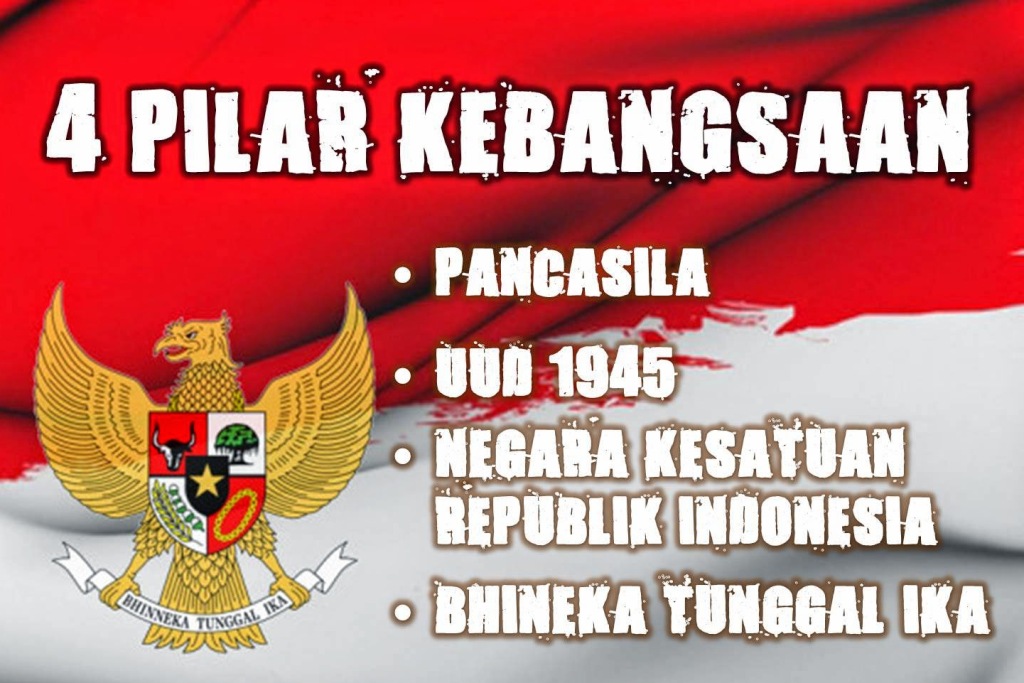 4 PILAR KEBANGSAAN
• PANCASILA
• UUD 1945
• NEGARA KESATUAN
REPUBLIK INDONESIA
• BHINEKA TUNGGAL IKA
BHINNEKA TUNGGAL IKA